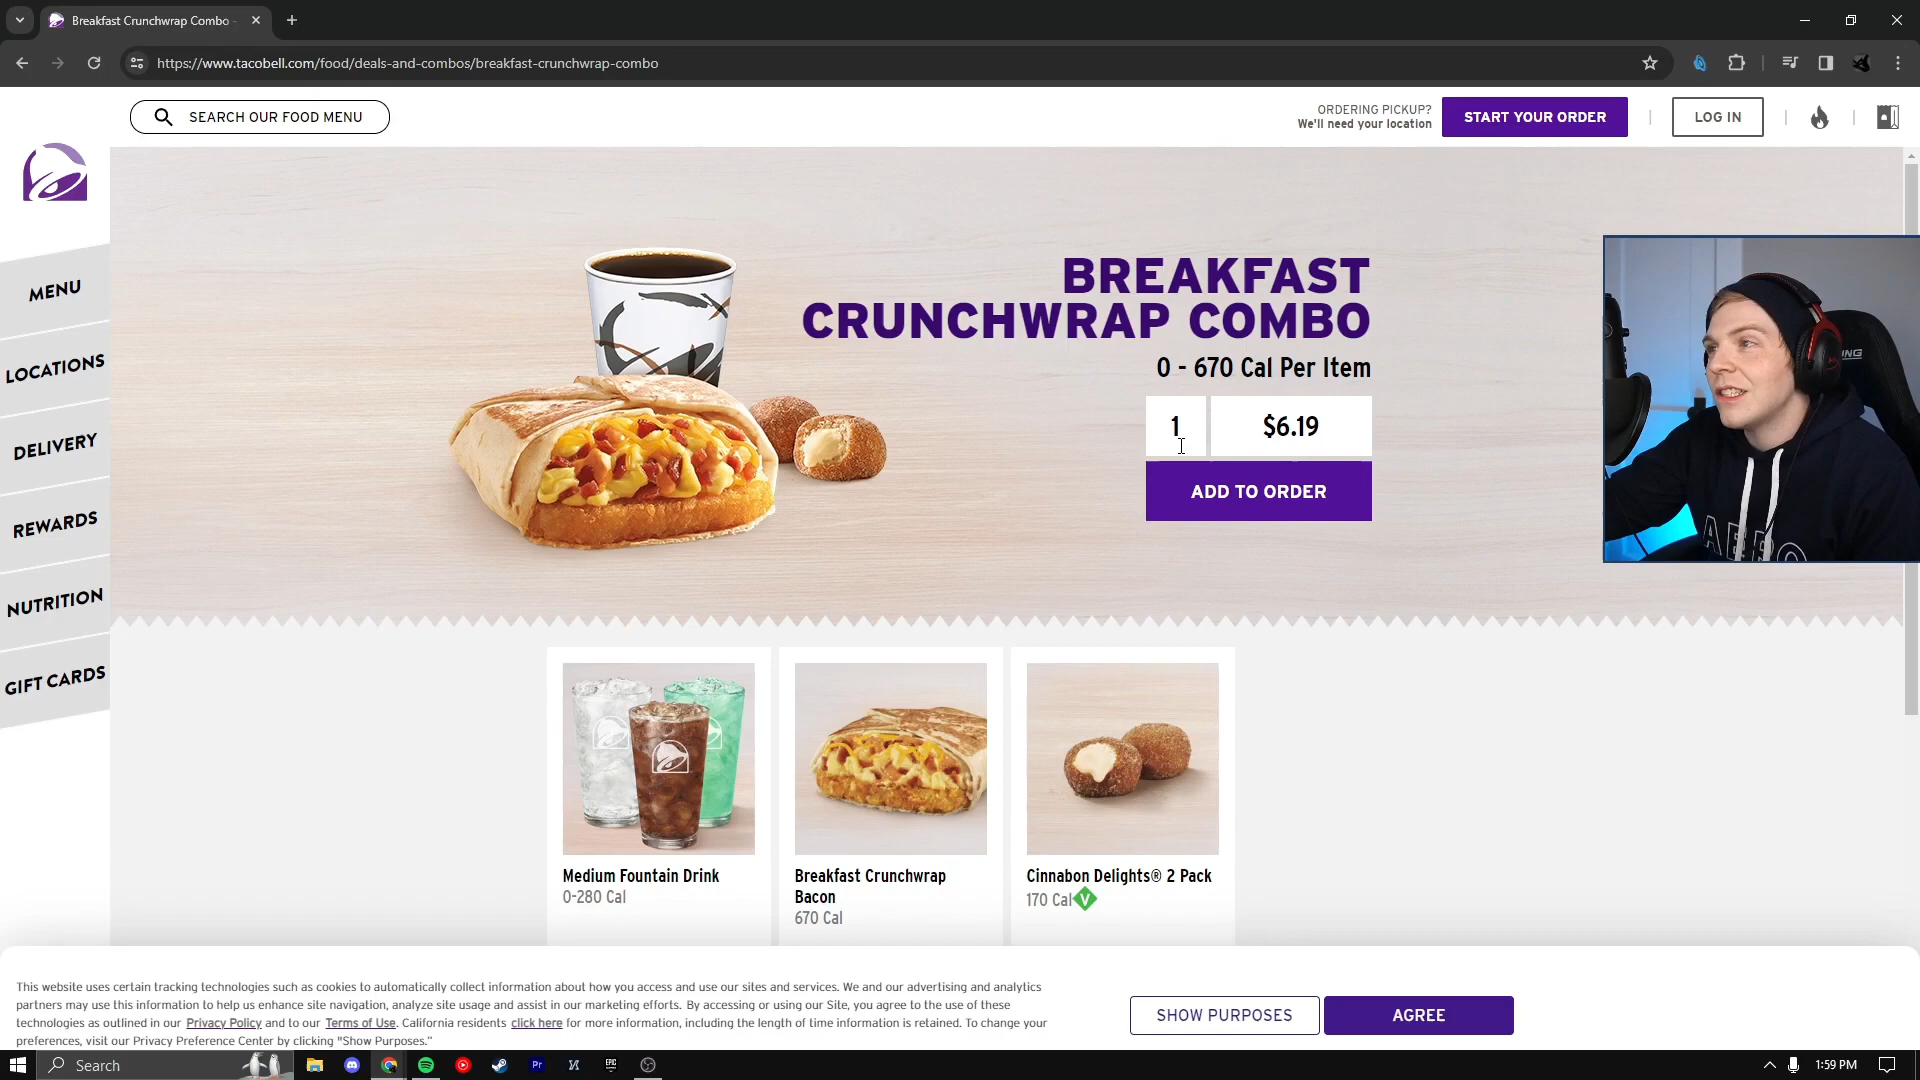 Breakfast Crunchwrap Combo -
https://www.tacobell.com/food/deals-and-combos/breakfast-crunchwrap-combo
SEARCH OUR FOOD MENU
ORDERING PICKUP?
We'll need your location
START YOUR ORDER
LOG IN
MENU
LOCATIONS
DELIVERY
REWARDS
NUTRITION
GIFT CARDS
BREAKFAST
CRUNCHWRAP COMBO
0 - 670 Cal Per Item
1
$6.19
ADD TO ORDER
Medium Fountain Drink
0-280 Cal
Breakfast Crunchwrap
Bacon
670 Cal
Cinnabon Delights® 2 Pack
170 Cal V
This website uses certain tracking technologies such as cookies to automatically collect information about how you access and use our sites and services. We and our advertising and analytics
partners may use this information to help us enhance site navigation, analyze site usage and assist in our marketing efforts. By accessing or using our Site, you agree to the use of these
technologies as outlined in our Privacy Policy and to our Terms of Use. California residents click here for more information, including the length of time information is retained. To change your
preferences, visit our Privacy Preference Center by clicking "Show Purposes."
SHOW PURPOSES
AGREE
Search
Pr
EPIC
1:59 PM